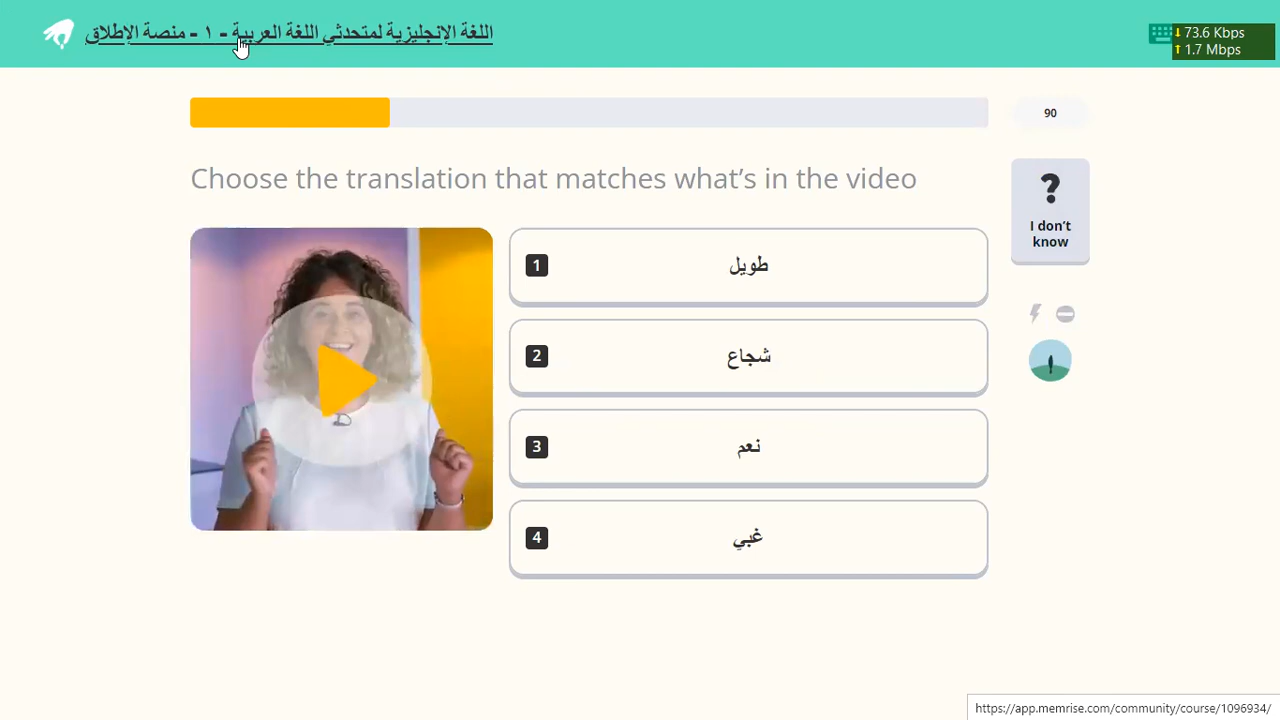 اللغة الإنجليزية لمتحدثي اللغة العربية - ١ - منصة الإطلاق
↓ 73.6 Kbps
↑ 1.7 Mbps
90
Choose the translation that matches what's in the video
?
I don't
know
1 طويل
2 شجاع
3 نعم
4 غبي
https://app.memrise.com/community/course/1096934/